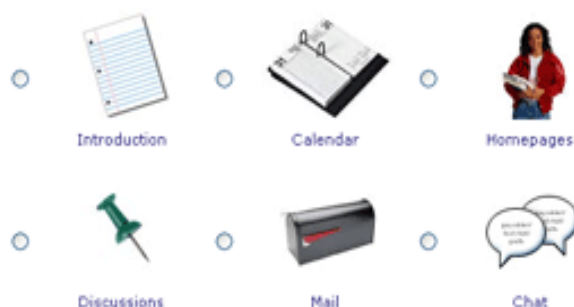 Introduction
Calendar
Homepages
Discussions
Mail
Chat